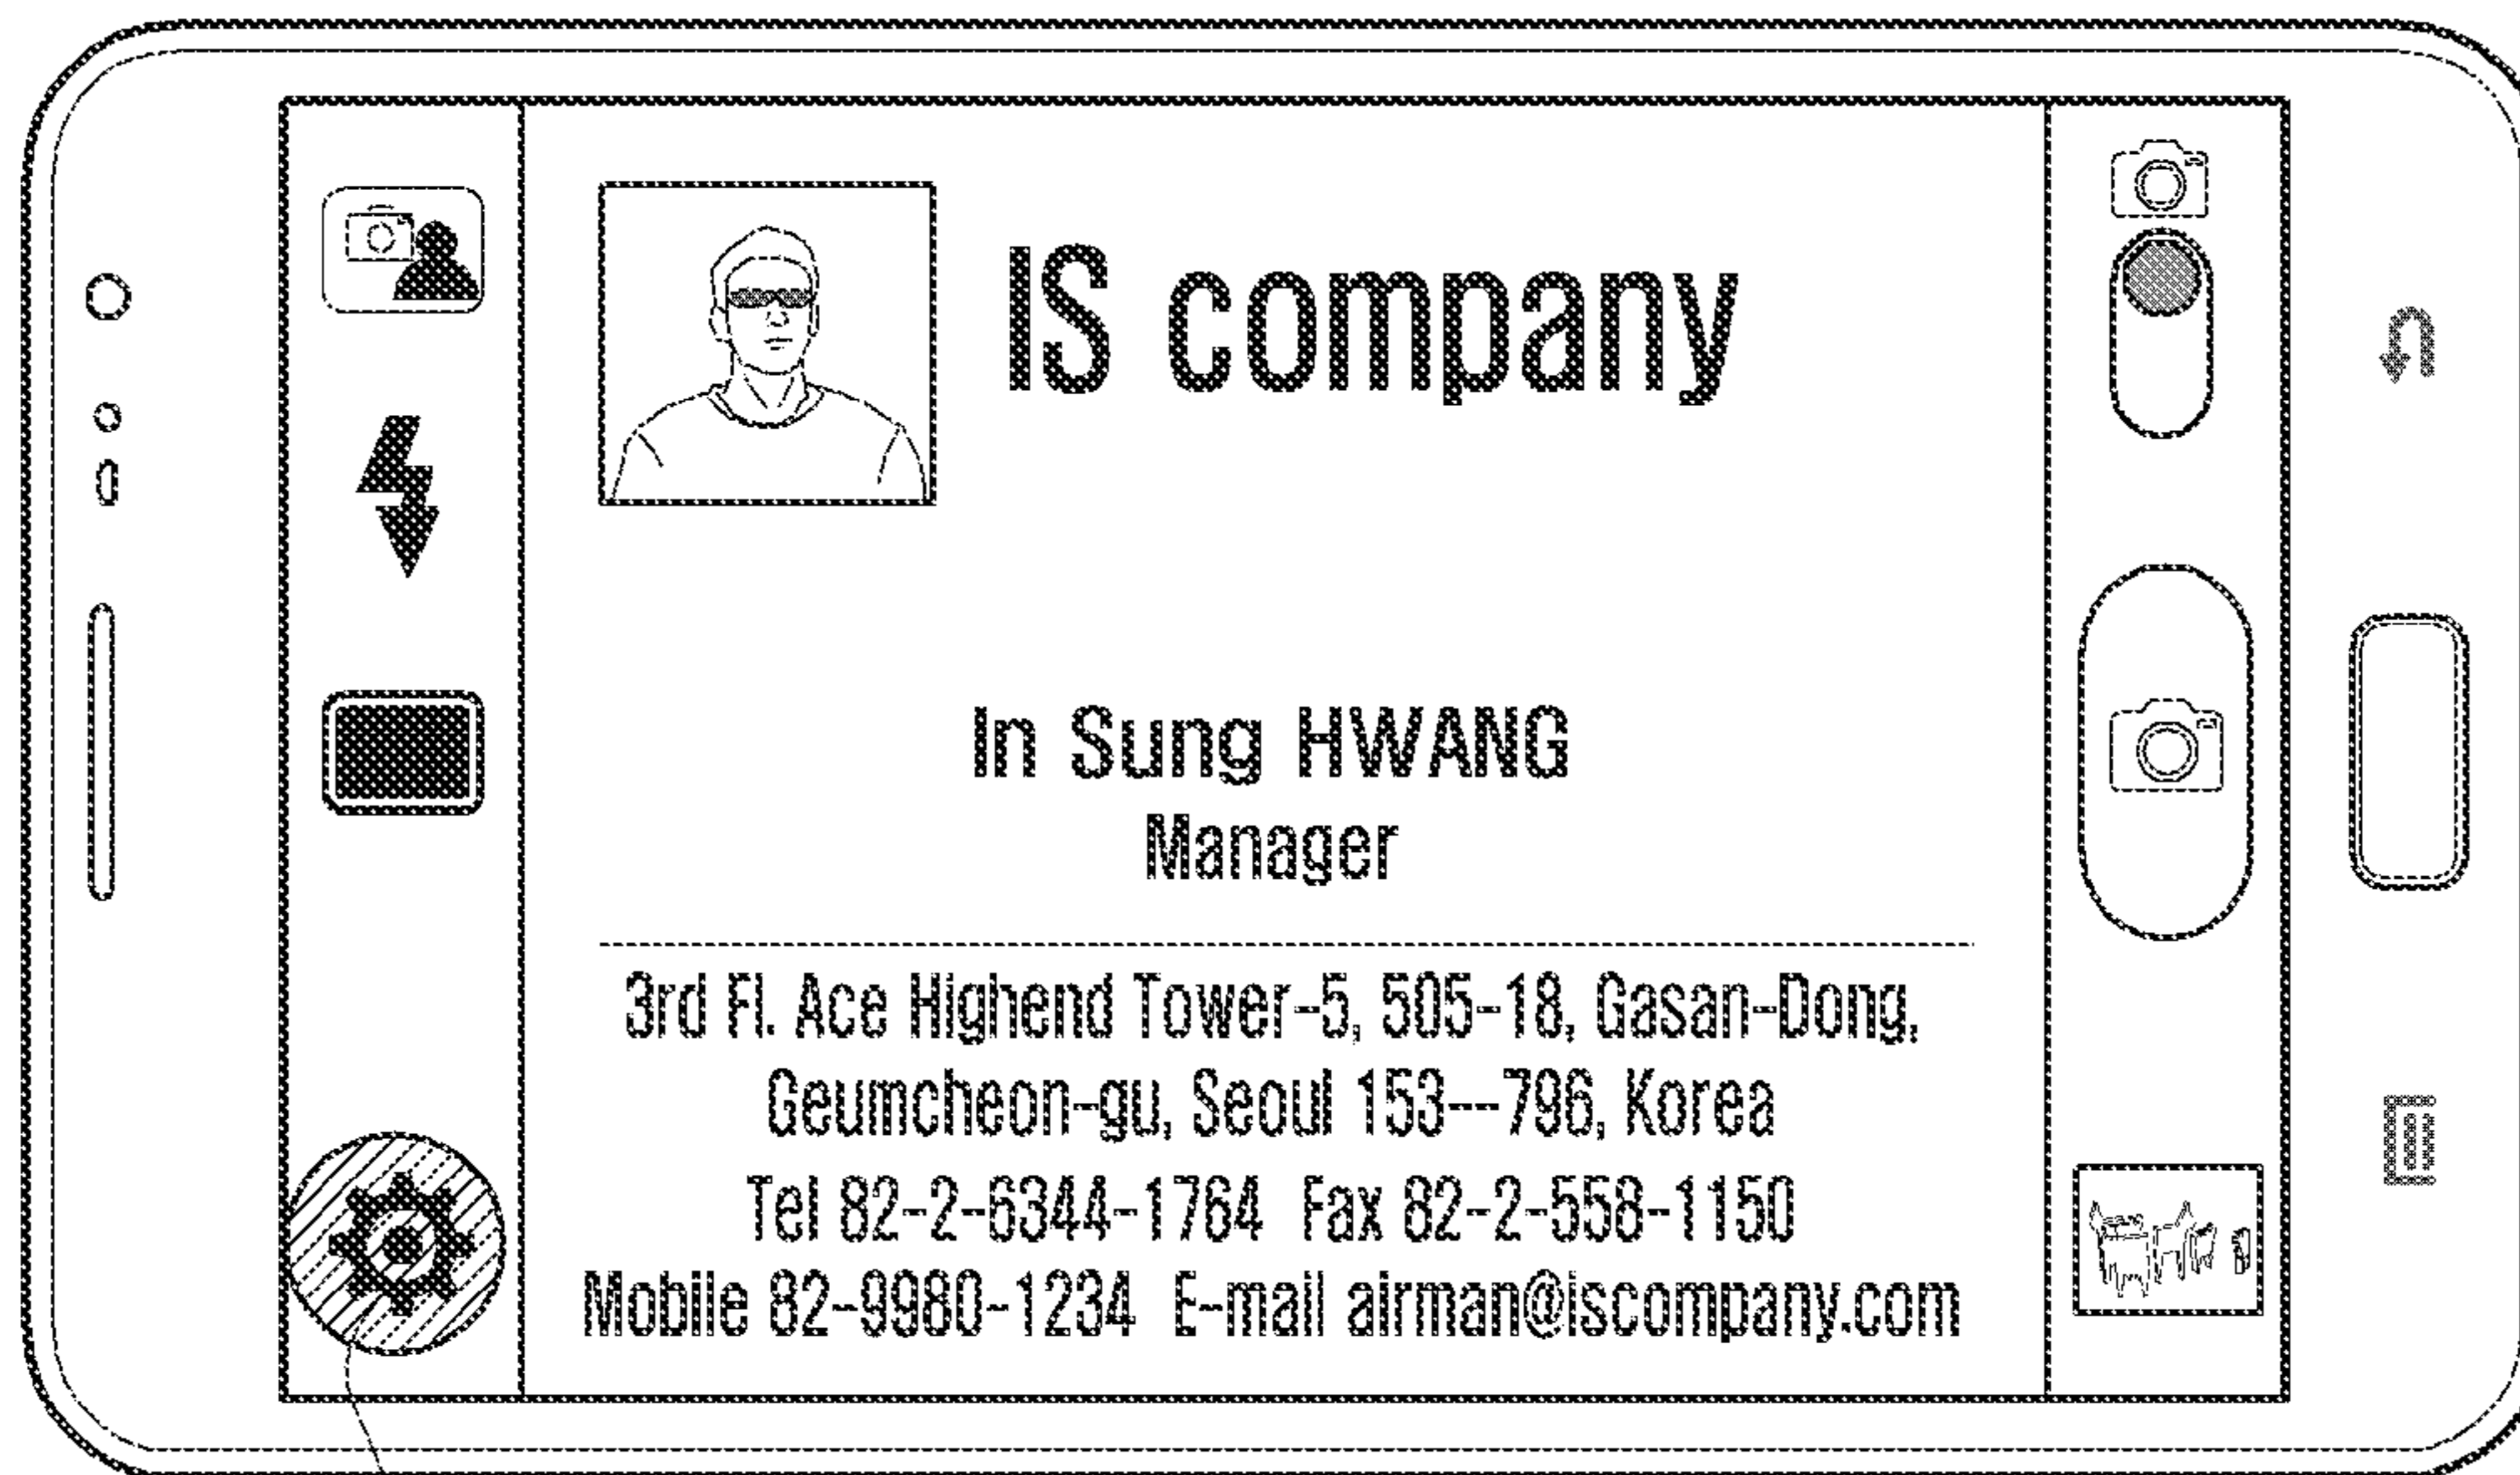 IS company
In Sung HWANG
Manager
3rd Fl. Ace Highend Tower-5, 505-18, Gasan-Dong,
Geumcheon-gu, Seoul 153---796, Korea
Tel 82-2-6344-1764 Fax 82-2-558-1150
Mobile 82-9980-1234 E-mail airman@iscompany.com